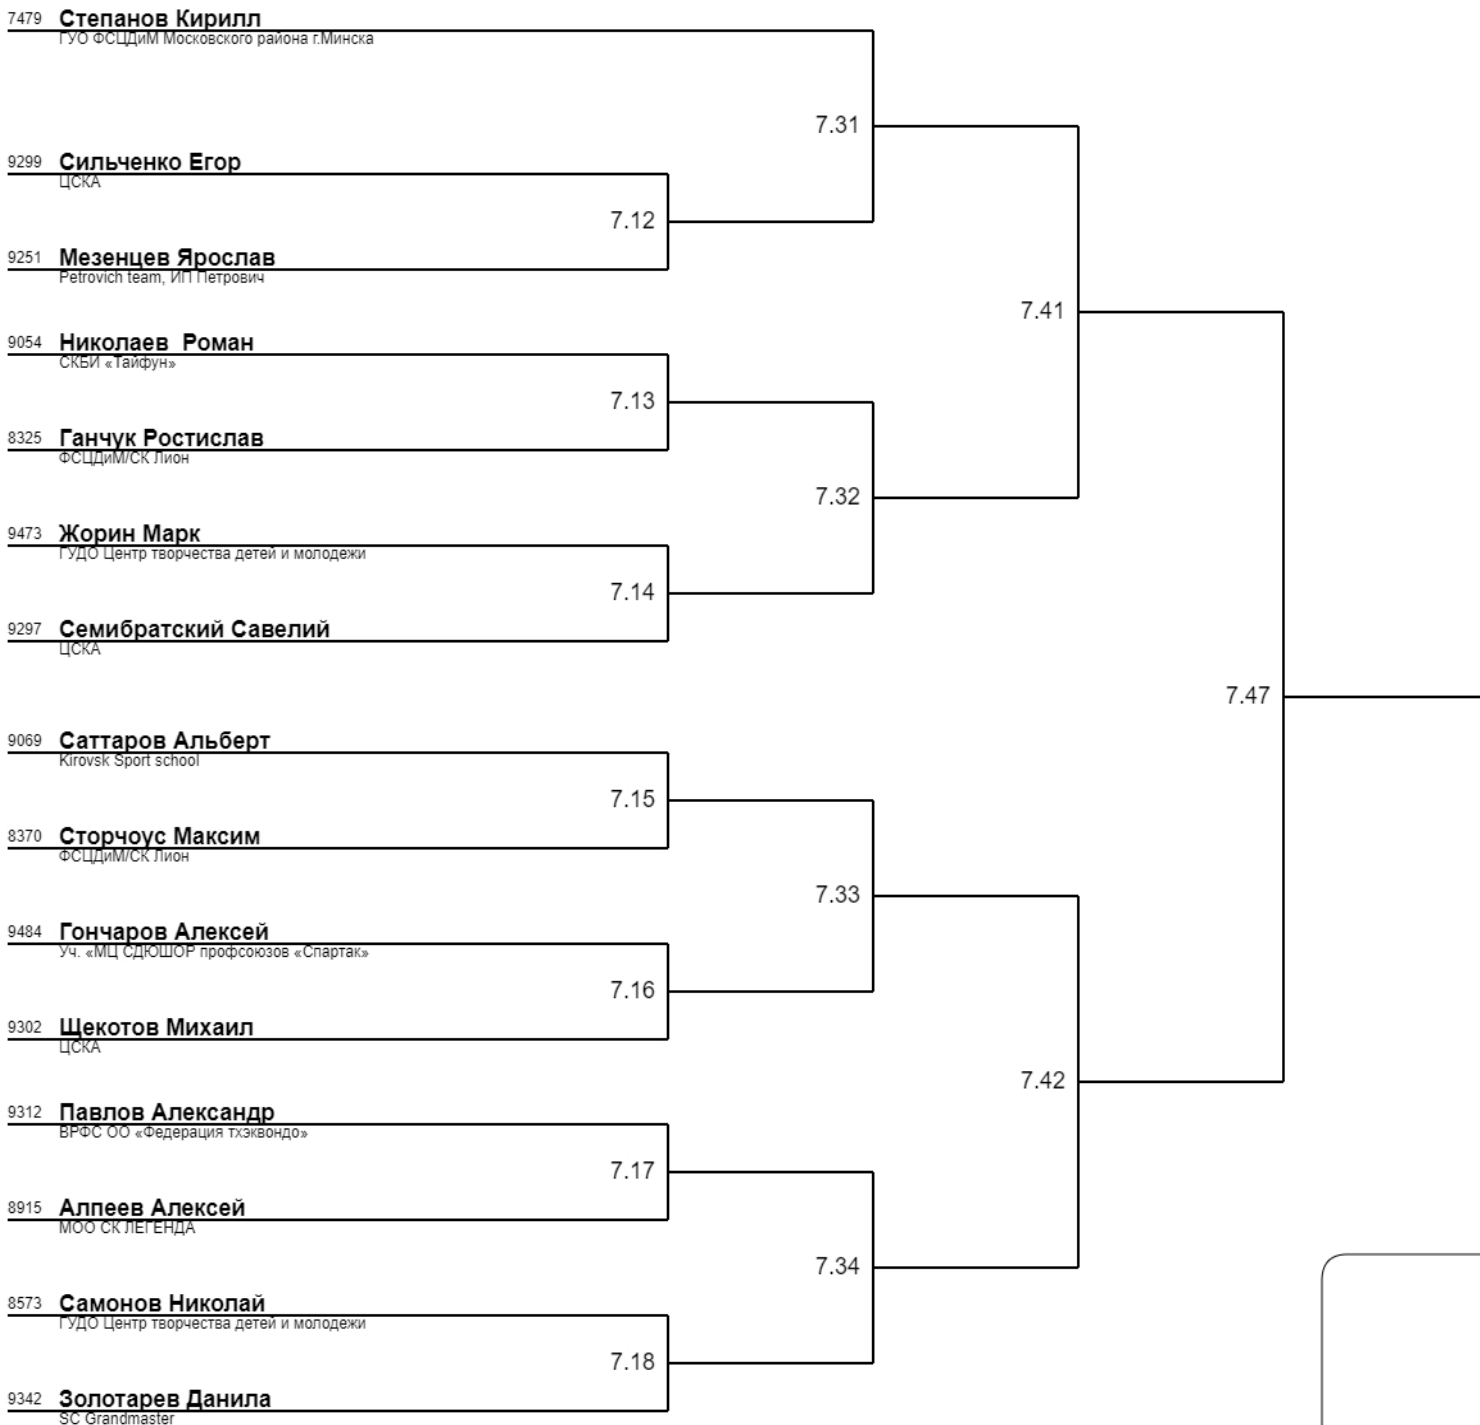 7479 Степанов Кирилл
ГУО ФСЦДиМ Московского района г.Минска
7.31
9299 Сильченко Егор
ЦСКА
7.12
9251 Мезенцев Ярослав
Petrovich team, ИП Петрович
7.41
9054 Николаев  Роман
СКБИ «Тайфун»
7.13
8325 Ганчук Ростислав
ФСЦДиМ/СК Лион
7.32
9473 Жорин Марк
ГУДО Центр творчества детей и молодежи
7.14
9297 Семибратский Савелий
ЦСКА
7.47
9069 Саттаров Альберт
Kirovsk Sport school
7.15
8370 Сторчоус Максим
ФСЦДиМ/СК Лион
7.33
9484 Гончаров Алексей
Уч. «МЦ СДЮШОР профсоюзов «Спартак»
7.16
9302 Щекотов Михаил
ЦСКА
7.42
9312 Павлов Александр
ВРФС ОО «Федерация тхэквондо»
7.17
8915 Алпеев Алексей
МОО СК ЛЕГЕНДА
7.34
8573 Самонов Николай
ГУДО Центр творчества детей и молодежи
7.18
9342 Золотарев Данила
SC Grandmaster